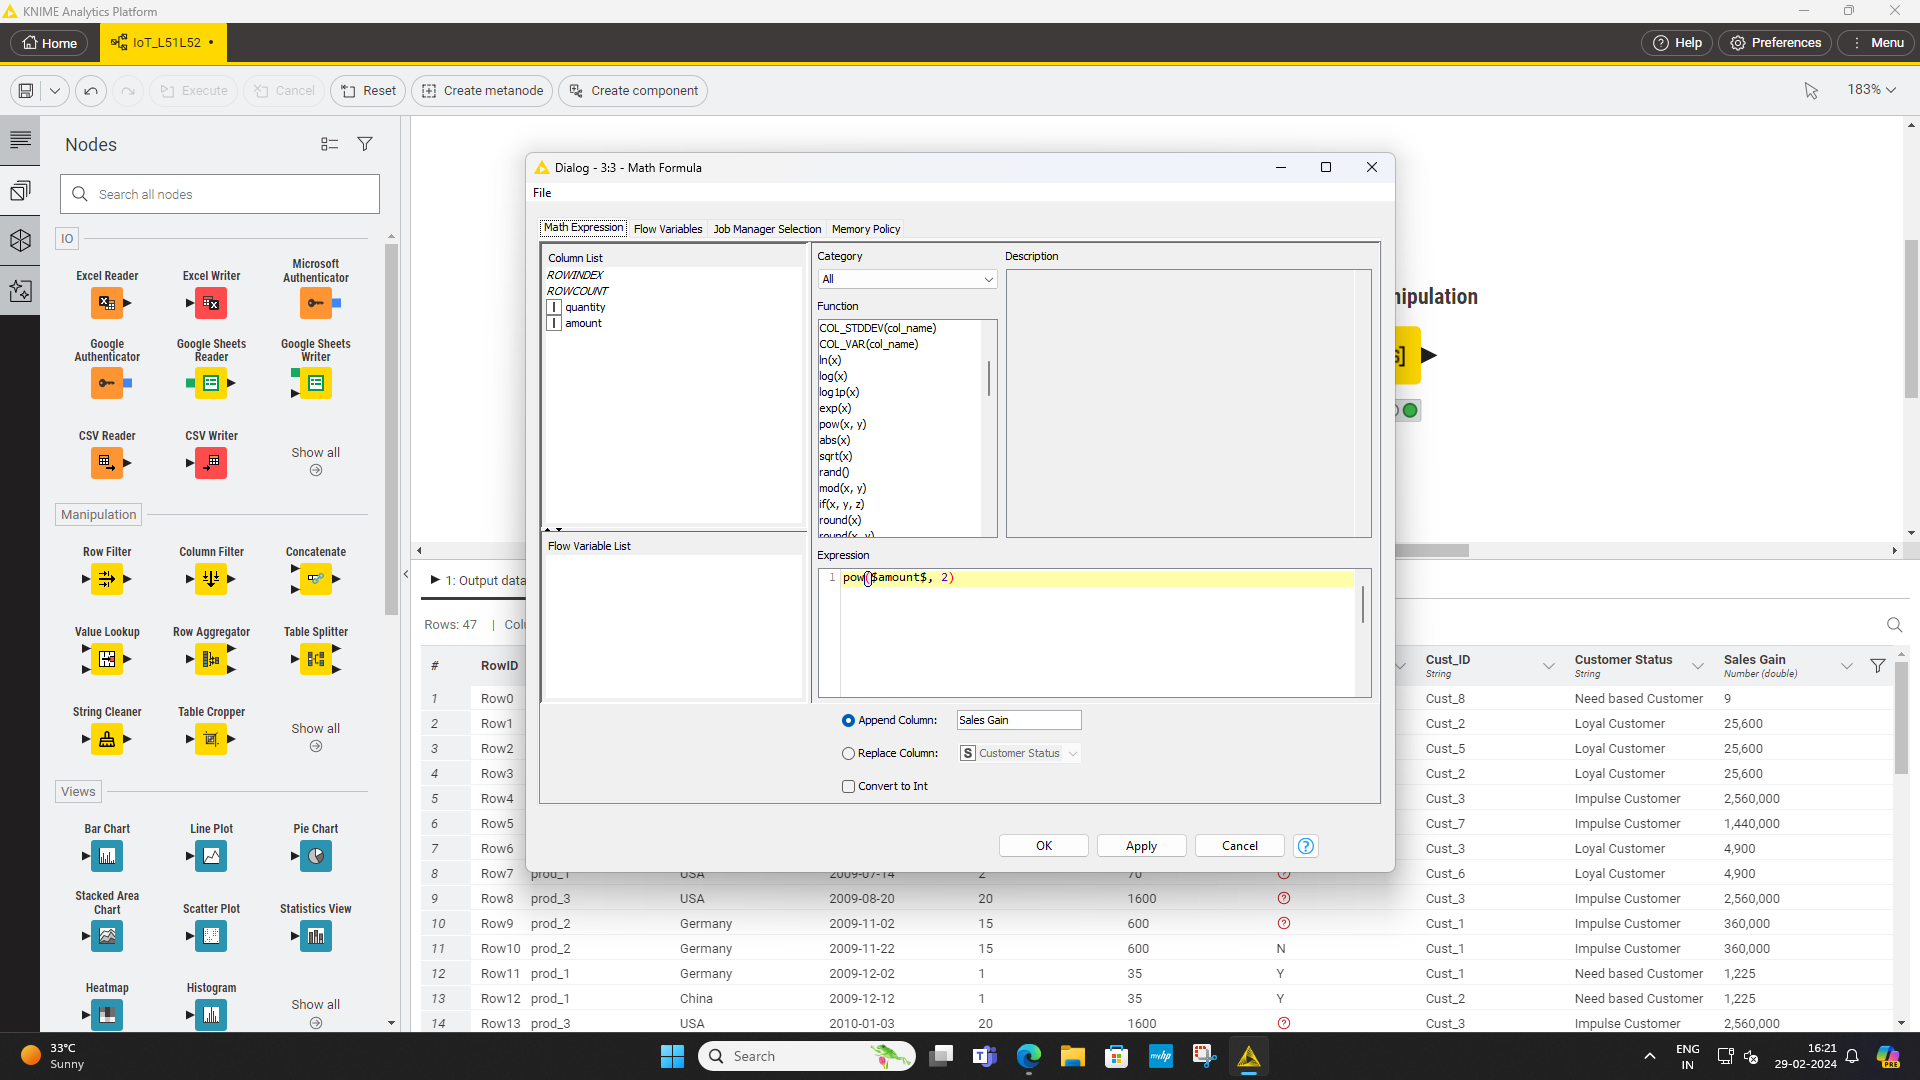 KNIME Analytics Platform
Home
IoT_L51L52
Help
Preferences
Menu
Execute
Cancel
Reset
Create metanode
Create component
183%
Nodes
Search all nodes
IO
Excel Reader
Excel Writer
Microsoft
Authenticator
Google
Authenticator
Google Sheets
Reader
Google Sheets
Writer
CSV Reader
CSV Writer
Show all
Manipulation
Row Filter
Column Filter
Concatenate
Value Lookup
Row Aggregator
Table Splitter
String Cleaner
Table Cropper
Show all
Views
Bar Chart
Line Plot
Pie Chart
Stacked Area
Chart
Scatter Plot
Statistics View
Heatmap
Histogram
Show all
Dialog - 3:3 - Math Formula
File
Math Expression
Flow Variables
Job Manager Selection
Memory Policy
Column List
ROWINDEX
ROWCOUNT
I quantity
I amount
Flow Variable List
Category
All
Function
COL_STDDEV(col_name)
COL_VAR(col_name)
ln(x)
log(x)
log1p(x)
exp(x)
pow(x, y)
abs(x)
sqrt(x)
rand()
mod(x, y)
if(x, y, z)
round(x)
round(x, y)
Description
Expression
1 pow($amount$, 2)
Append Column: Sales Gain
Replace Column: S Customer Status
Convert to Int
OK
Apply
Cancel
?
nipulation
1: Output data
Rows: 47 | Colu
# RowID Cust_ID Customer Status Sales Gain
String String Number (double)
1 Row0 Cust_8 Need based Customer 9
2 Row1 Cust_2 Loyal Customer 25,600
3 Row2 Cust_5 Loyal Customer 25,600
4 Row3 Cust_2 Loyal Customer 25,600
5 Row4 Cust_3 Impulse Customer 2,560,000
6 Row5 Cust_7 Impulse Customer 1,440,000
7 Row6 Cust_3 Loyal Customer 4,900
8 Row7 prod_1 USA 2009-07-14 2 70 ? Cust_6 Loyal Customer 4,900
9 Row8 prod_3 USA 2009-08-20 20 1600 ? Cust_3 Impulse Customer 2,560,000
10 Row9 prod_2 Germany 2009-11-02 15 600 ? Cust_1 Impulse Customer 360,000
11 Row10 prod_2 Germany 2009-11-22 15 600 N Cust_1 Impulse Customer 360,000
12 Row11 prod_1 Germany 2009-12-02 1 35 Y Cust_1 Need based Customer 1,225
13 Row12 prod_1 China 2009-12-12 1 35 Y Cust_2 Need based Customer 1,225
14 Row13 prod_3 USA 2010-01-03 20 1600 ? Cust_3 Impulse Customer 2,560,000
33°C
Sunny
Search
myhp
ENG
IN
16:21
29-02-2024
PRE